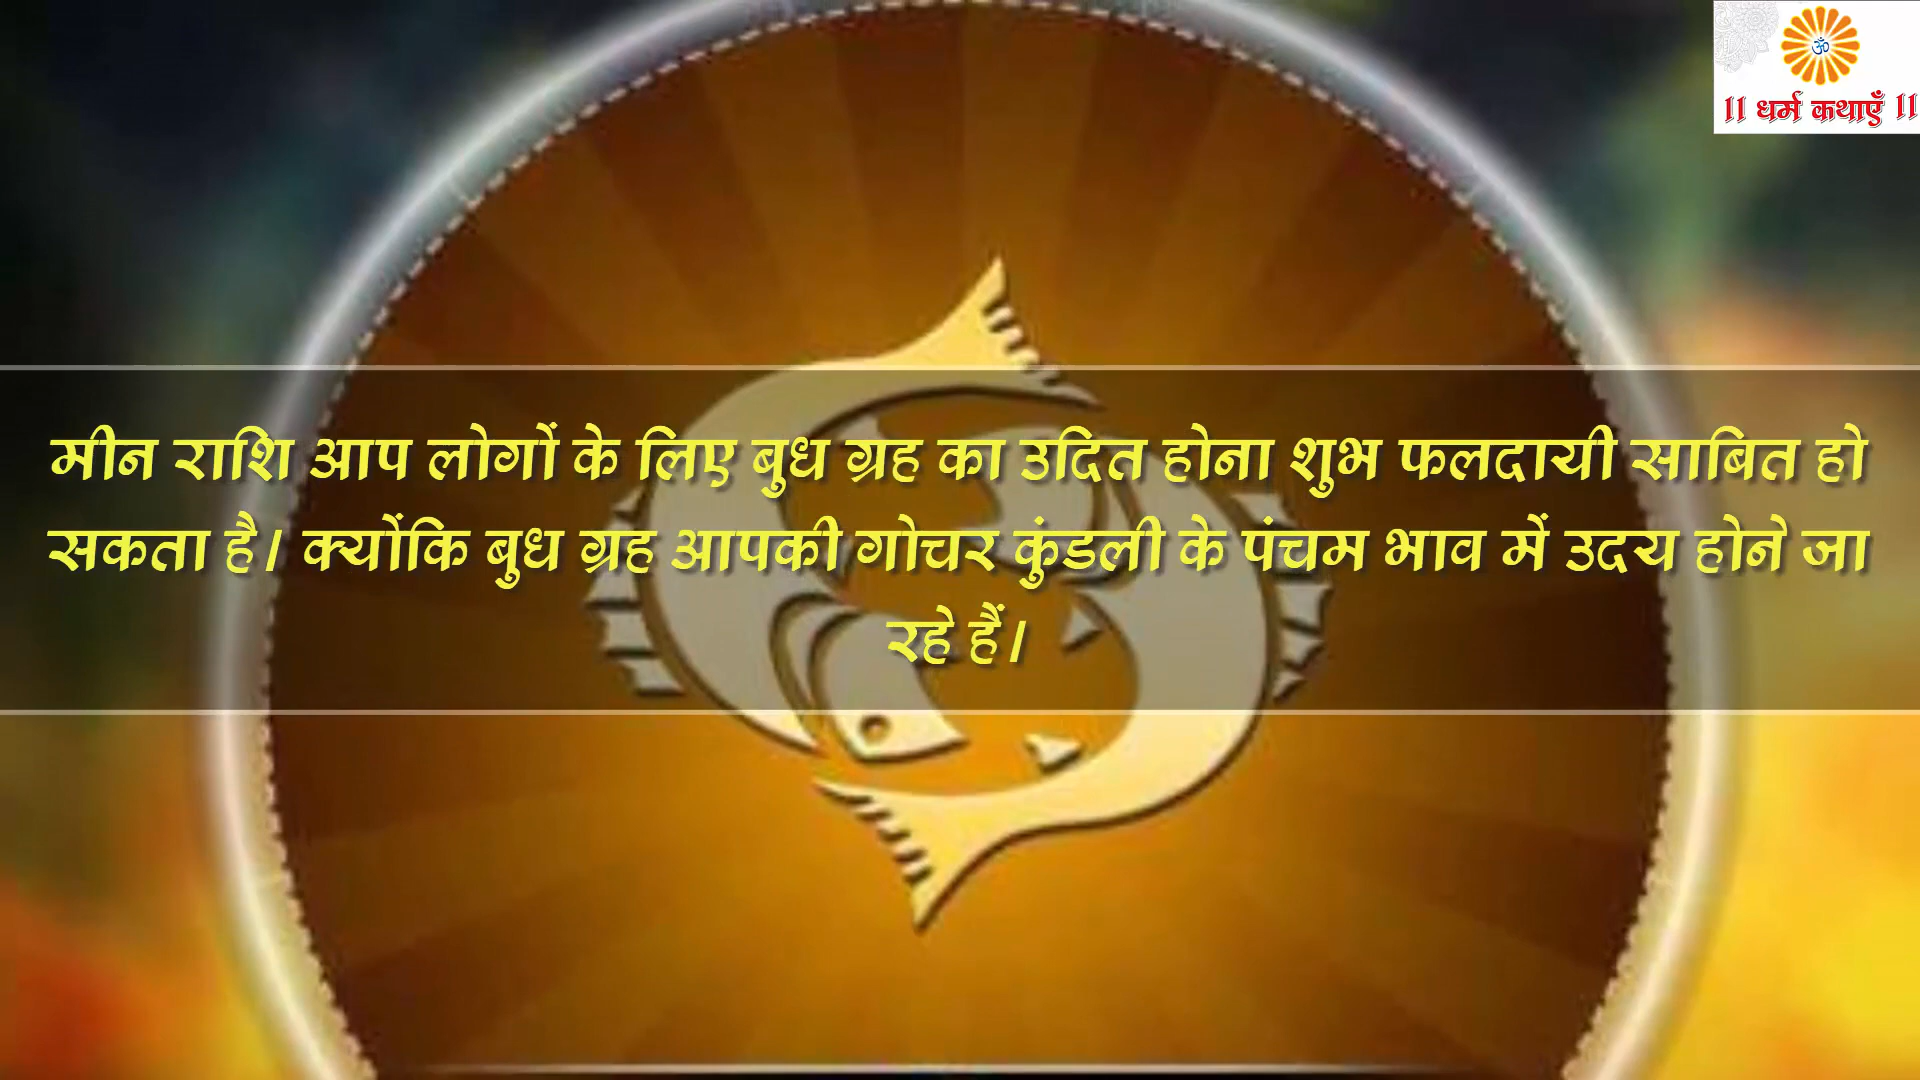 ॐ
॥ धर्म कथाएँ ॥
मीन राशि आप लोगों के लिए बुध ग्रह का उदित होना शुभ फलदायी साबित हो
सकता है। क्योंकि बुध ग्रह आपकी गोचर कुंडली के पंचम भाव में उदय होने जा
रहे हैं।